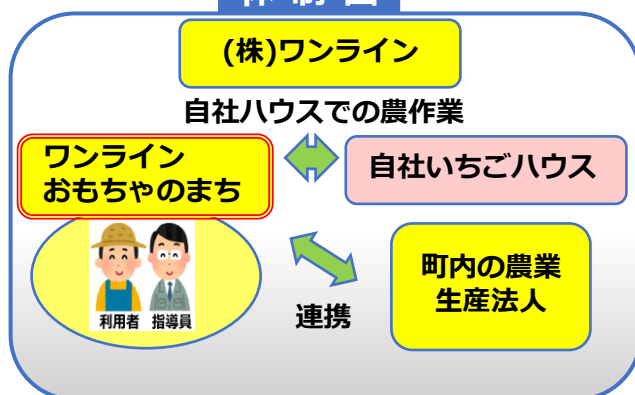 (株)ワンライン
自社ハウスでの農作業
ワンライン
おもちゃのまち
自社いちごハウス
利用者 指導員
連携
町内の農業
生産法人